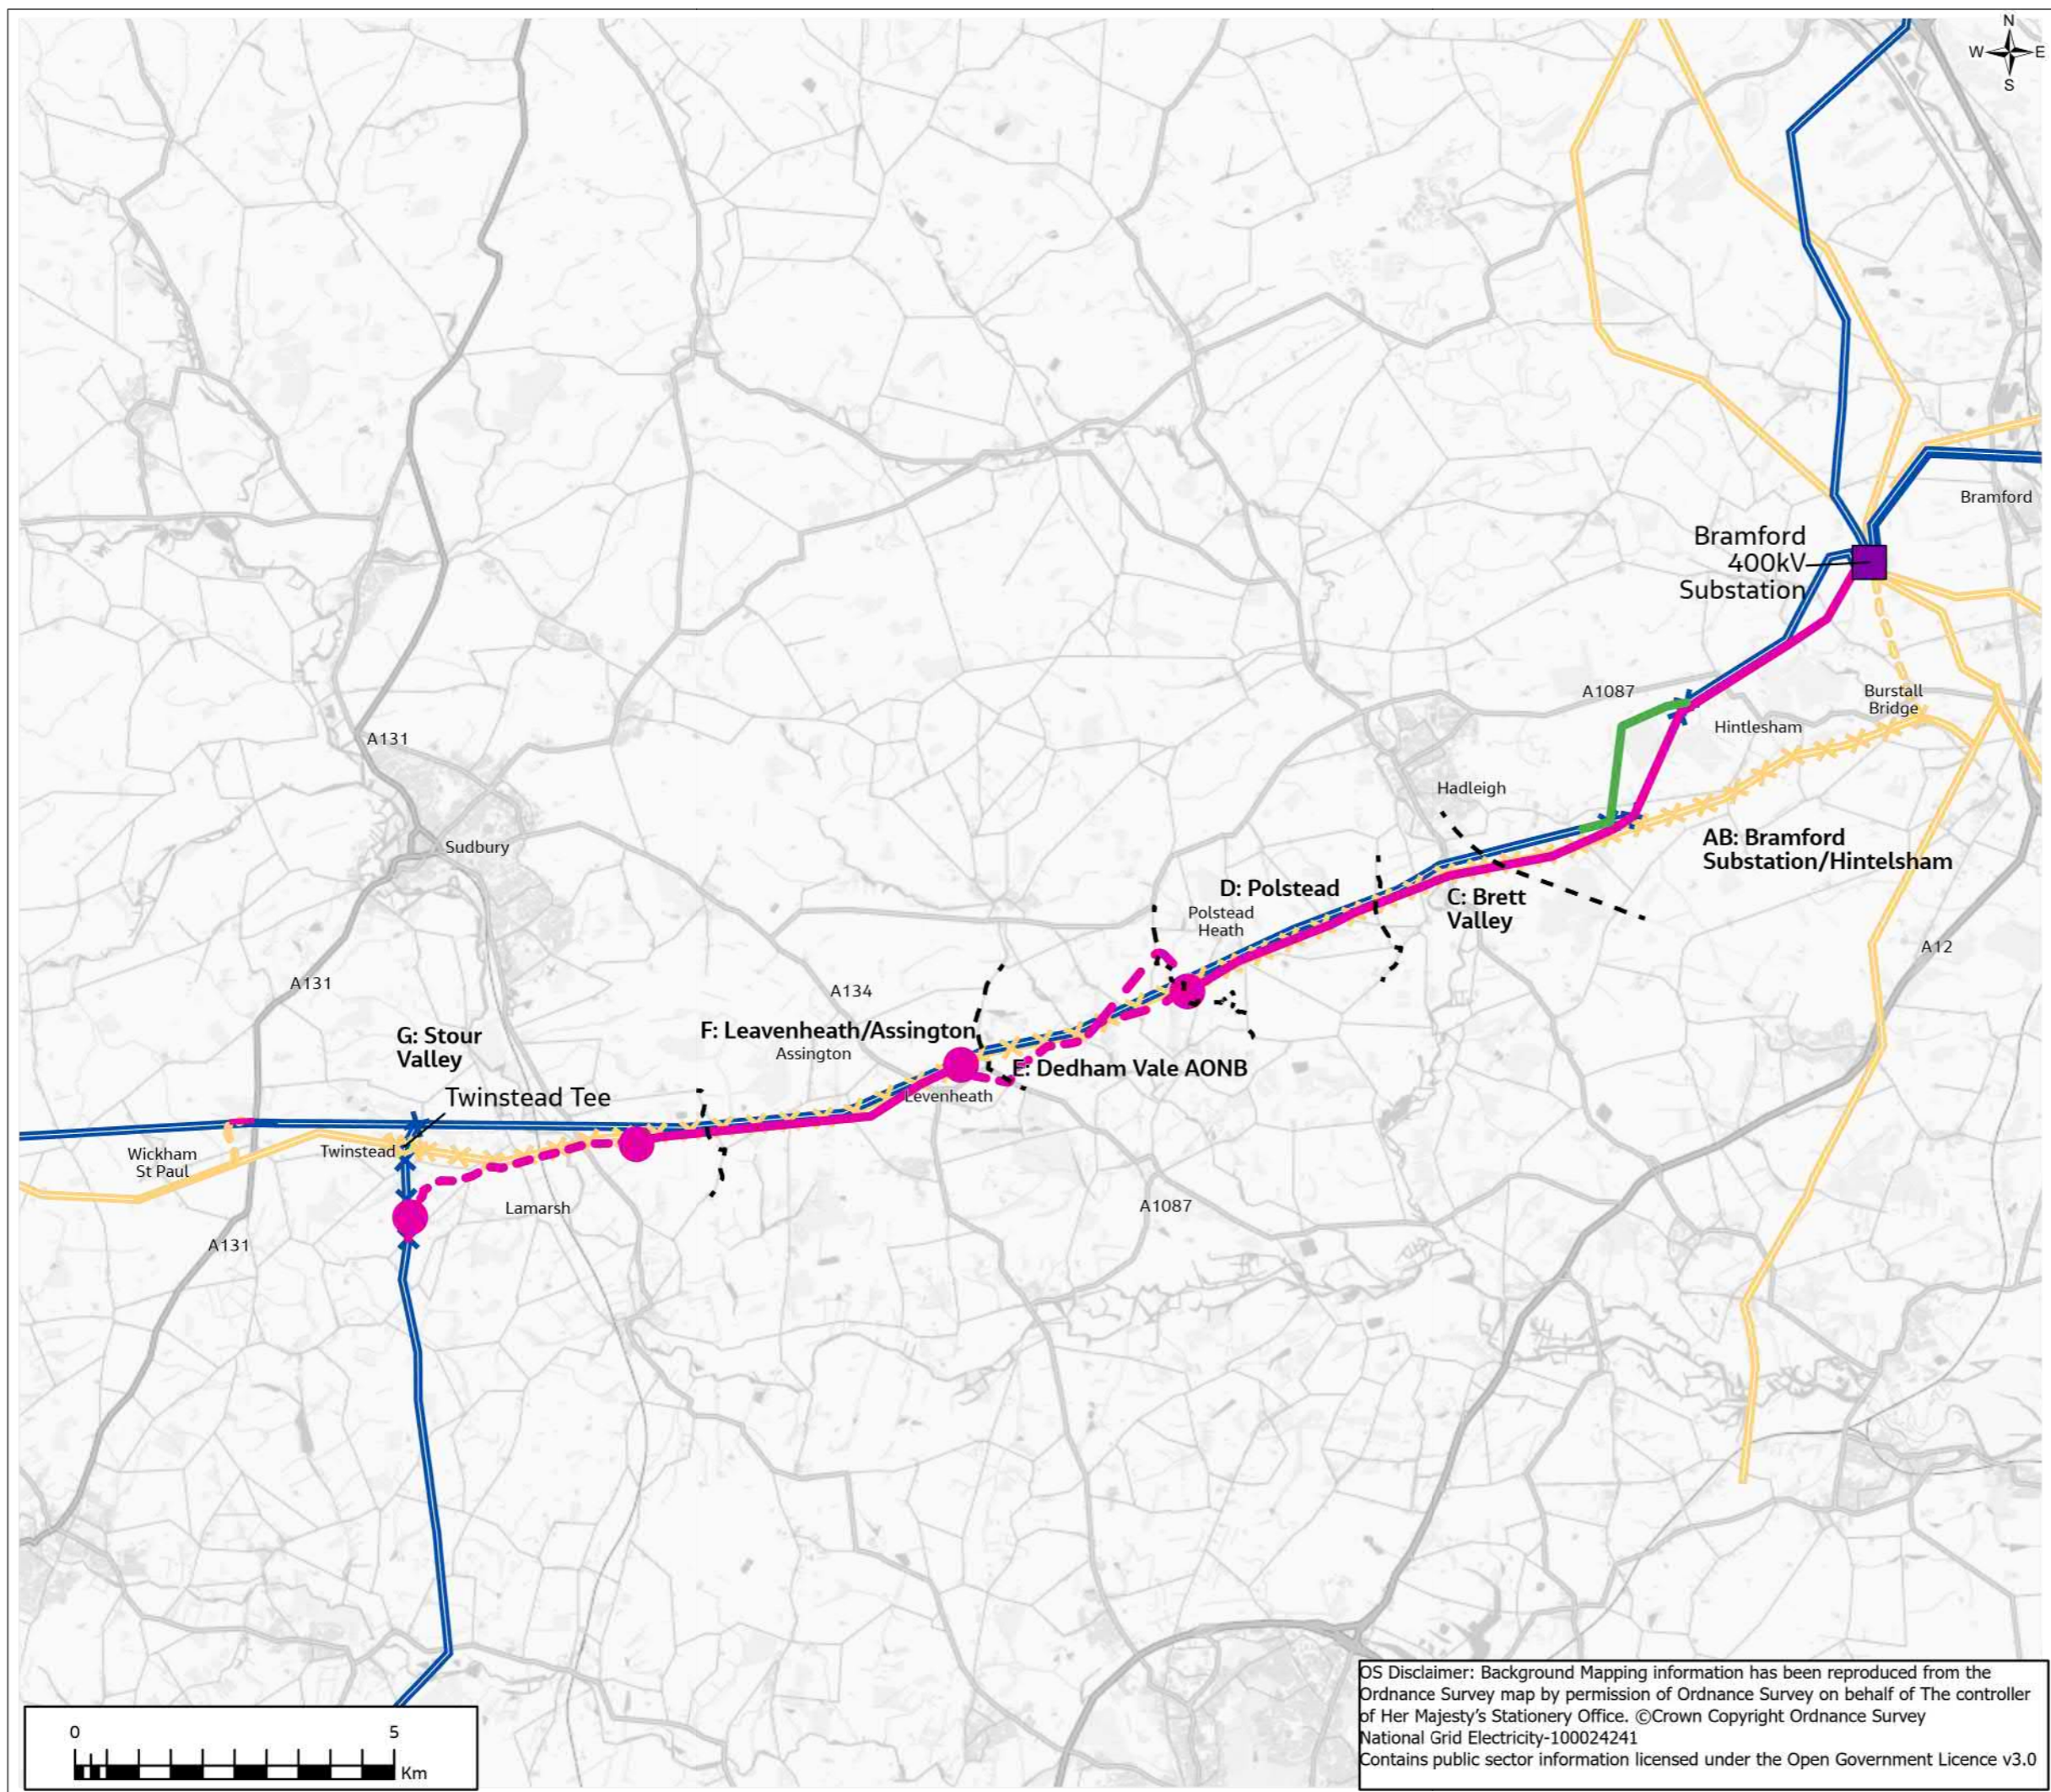 N
W E
S
Bramford
Bramford
400kV
Substation
A1087
Burstall
Bridge
Hintlesham
A131
Hadleigh
Sudbury
AB: Bramford
Substation/Hintelsham
D: Polstead
C: Brett
Valley
Polstead
Heath
A12
A131
A134
G: Stour
Valley
F: Leavenheath/Assington
Assington
E: Dedham Vale AONB
Twinstead Tee
Levenheath
Wickham
St Paul
Twinstead
Lamarsh
A1087
A131
OS Disclaimer: Background Mapping information has been reproduced from the
Ordnance Survey map by permission of Ordnance Survey on behalf of The controller
of Her Majesty's Stationery Office. ©Crown Copyright Ordnance Survey
National Grid Electricity-100024241
Contains public sector information licensed under the Open Government Licence v3.0
0 5
Km